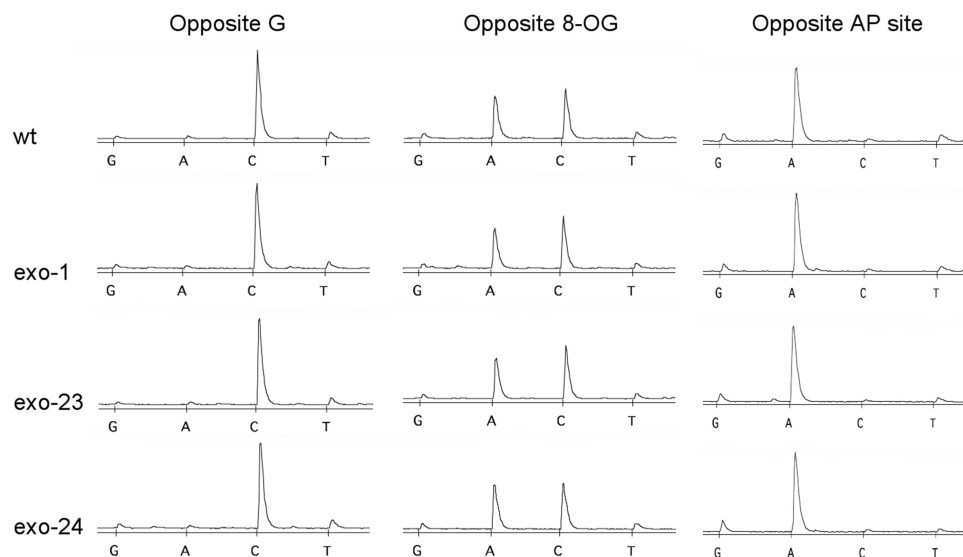 Opposite G Opposite 8-OG Opposite AP site
wt
G A C T G A C T G A C T
exo-1
G A C T G A C T G A C T
exo-23
G A C T G A C T G A C T
exo-24
G A C T G A C T G A C T